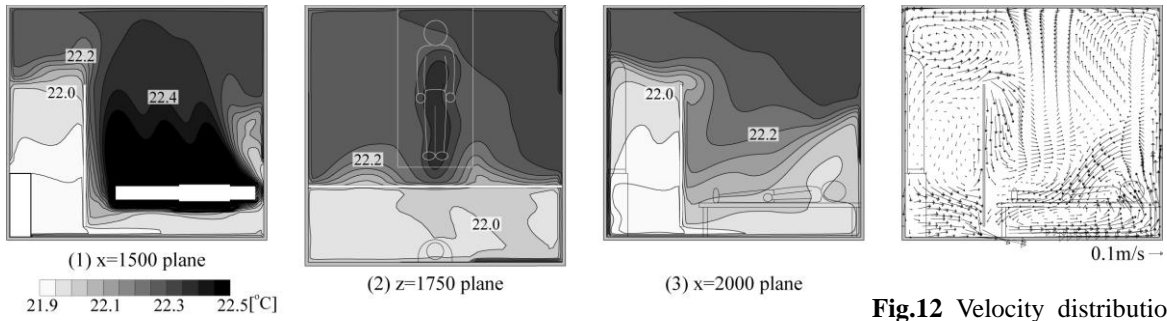 22.2
22.0
22.4
(1) x=1500 plane
21.9 22.1 22.3 22.5[°C]
22.2
22.0
(2) z=1750 plane
22.0
22.2
(3) x=2000 plane
0.1m/s
Fig.12 Velocity distributio